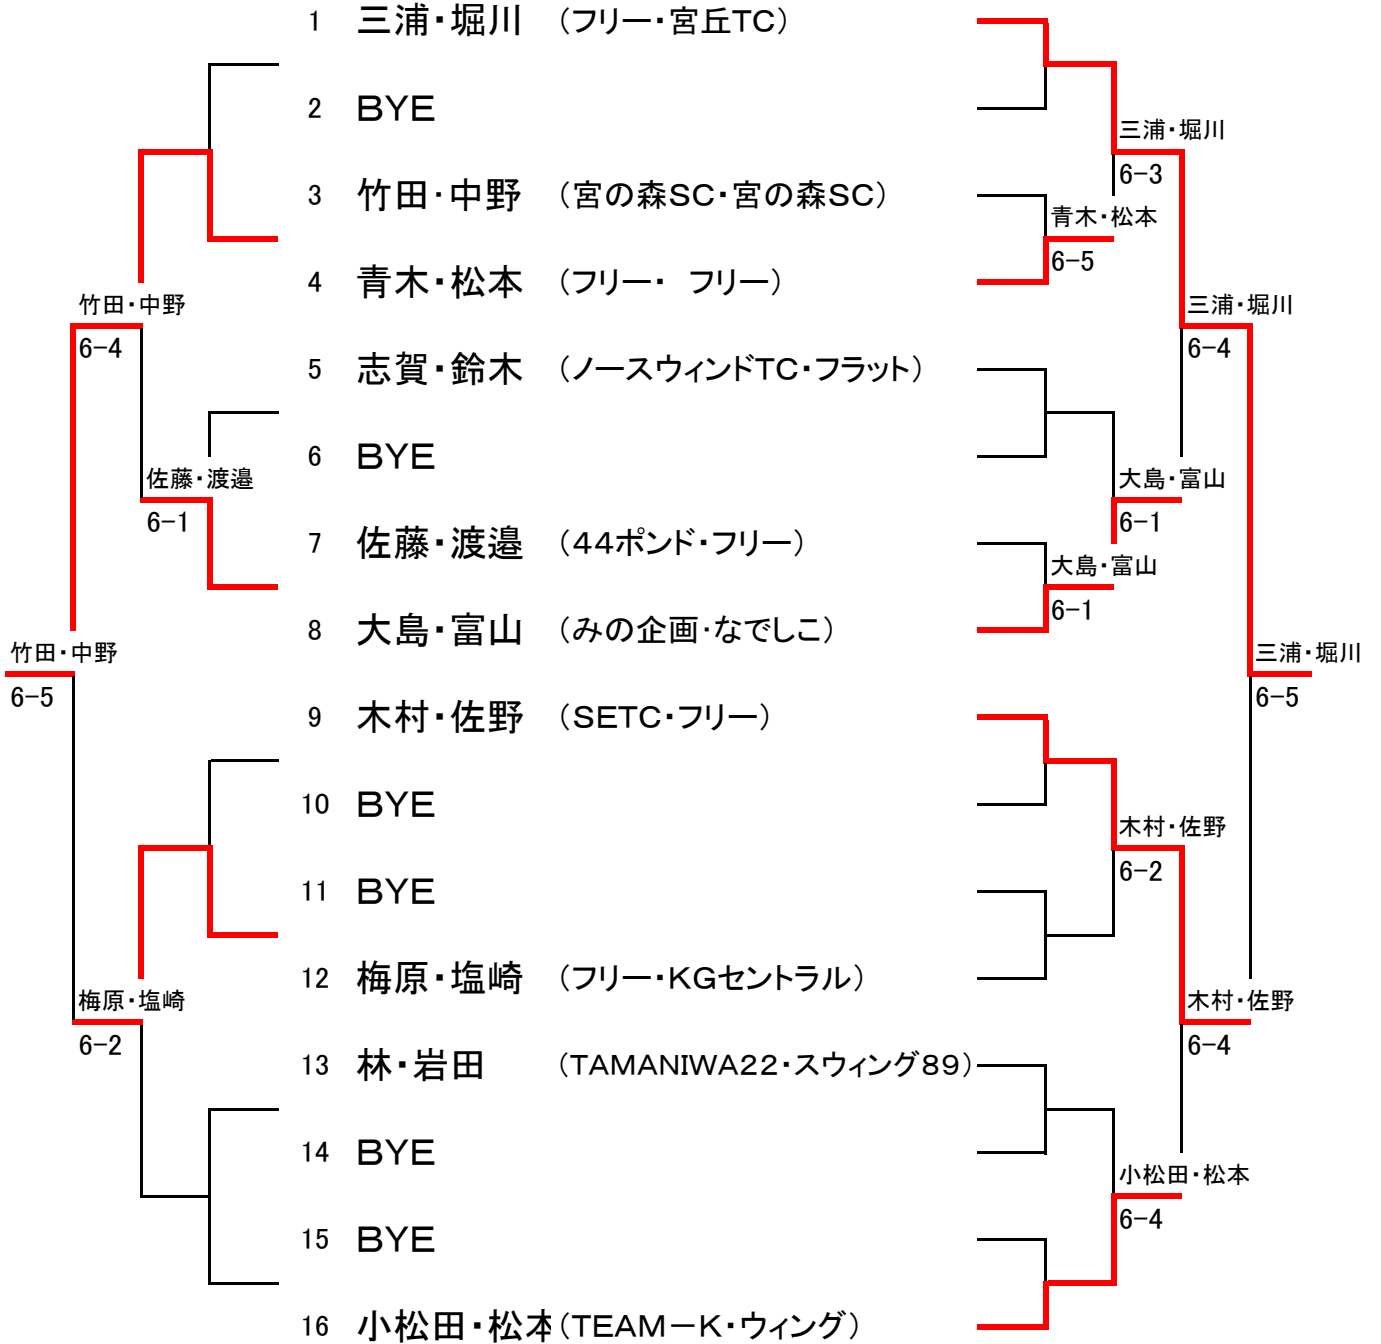 1 三浦・堀川 （フリー・宮丘TC）
2 BYE
三浦・堀川
6-3
3 竹田・中野 （宮の森SC・宮の森SC）
青木・松本
6-5
4 青木・松本 （フリー・ フリー）
竹田・中野
6-4
三浦・堀川
6-4
5 志賀・鈴木 （ノースウィンドTC・フラット）
6 BYE
佐藤・渡邉
6-1
大島・富山
6-1
7 佐藤・渡邉 （44ポンド・フリー）
大島・富山
6-1
8 大島・富山 （みの企画・なでしこ）
竹田・中野
6-5
三浦・堀川
6-5
9 木村・佐野 （SETC・フリー）
10 BYE
木村・佐野
6-2
11 BYE
12 梅原・塩崎 （フリー・KGセントラル）
梅原・塩崎
6-2
木村・佐野
6-4
13 林・岩田 （TAMANIWA22・スウィング89）
14 BYE
小松田・松本
6-4
15 BYE
16 小松田・松本 （TEAM－K・ウィング）